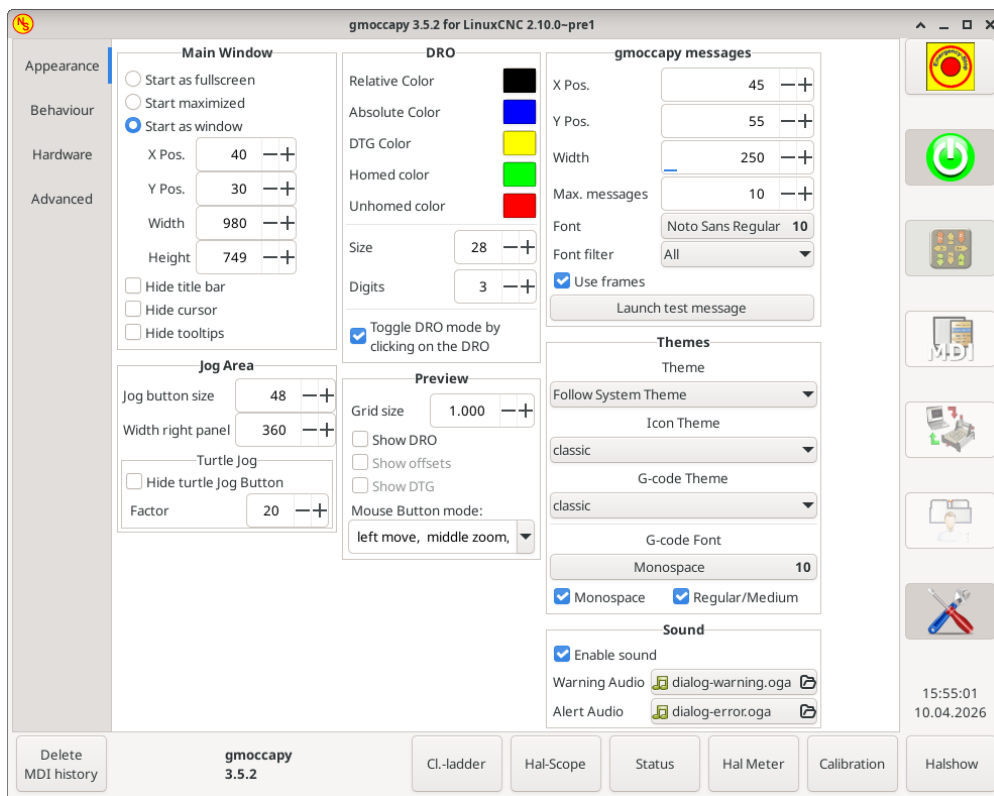 gmoccapy 3.5.2 for LinuxCNC 2.10.0~pre1
Appearance
Behaviour
Hardware
Advanced
Main Window
Start as fullscreen
Start maximized
Start as window
X Pos. 40
Y Pos. 30
Width 980
Height 749
Hide title bar
Hide cursor
Hide tooltips
Jog Area
Jog button size 48
Width right panel 360
Turtle Jog
Hide turtle Jog Button
Factor 20
DRO
Relative Color
Absolute Color
DTG Color
Homed color
Unhomed color
Size 28
Digits 3
Toggle DRO mode by
clicking on the DRO
Preview
Grid size 1.000
Show DRO
Show offsets
Show DTG
Mouse Button mode:
left move, middle zoom,
gmoccapy messages
X Pos. 45
Y Pos. 55
Width 250
Max. messages 10
Font Noto Sans Regular 10
Font filter All
Use frames
Launch test message
Themes
Theme
Follow System Theme
Icon Theme
classic
G-code Theme
classic
G-code Font
Monospace 10
Monospace Regular/Medium
Sound
Enable sound
Warning Audio dialog-warning.oga
Alert Audio dialog-error.oga
MDI
15:55:01
10.04.2026
Delete
MDI history
gmoccapy
3.5.2
Cl.-ladder
Hal-Scope
Status
Hal Meter
Calibration
Halshow